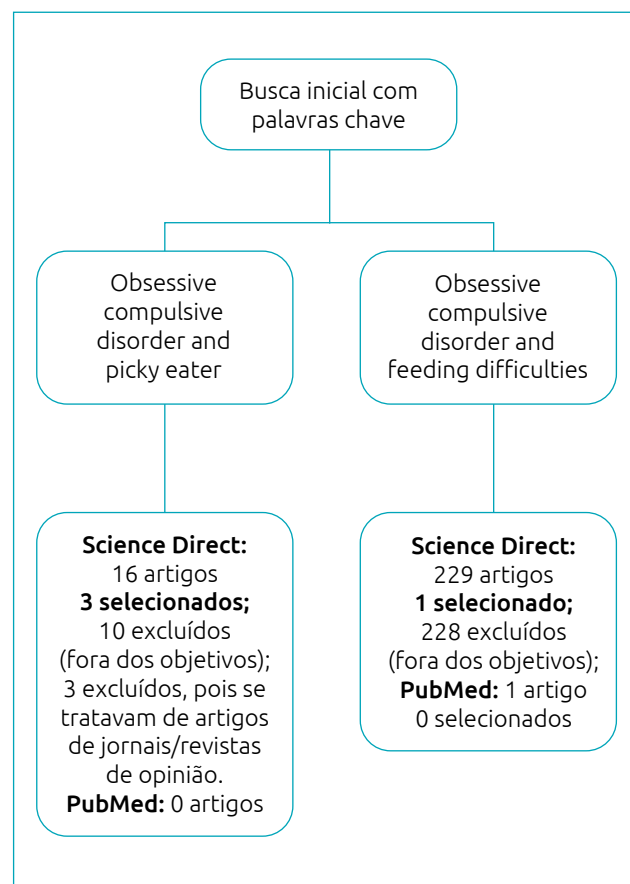 Busca inicial com
palavras chave
Obsessive
compulsive
disorder and
picky eater
Obsessive
compulsive
disorder and
feeding difficulties
Science Direct:
16 artigos
3 selecionados;
10 excluídos
(fora dos objetivos);
3 excluídos, pois se
tratavam de artigos
de jornais/revistas
de opinião.
PubMed: 0 artigos
Science Direct:
229 artigos
1 selecionado;
228 excluídos
(fora dos objetivos);
PubMed: 1 artigo
0 selecionados